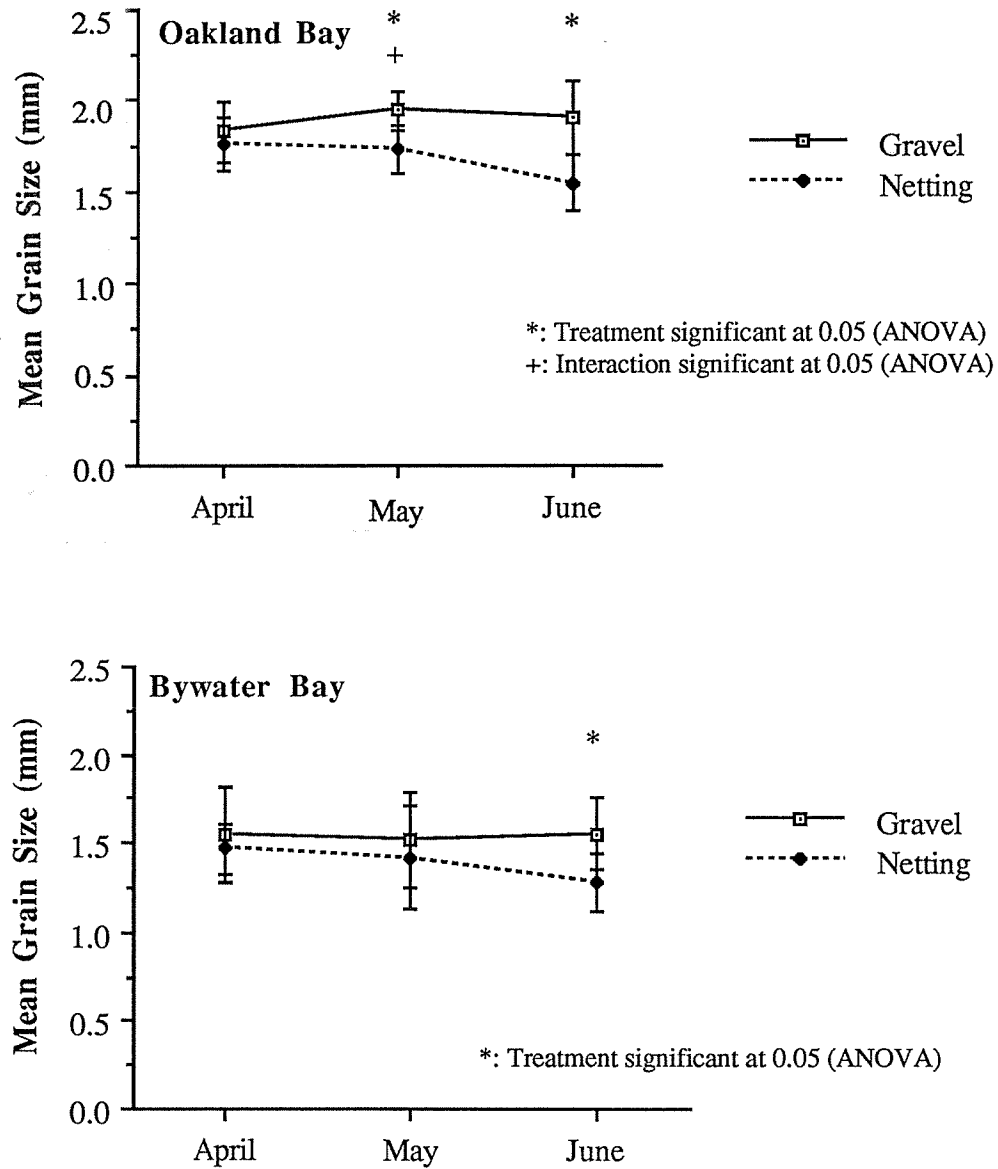 Oakland Bay
* *
+
Mean Grain Size (mm)
2.5
2.0
1.5
1.0
0.5
0.0
April May June
Gravel
Netting
*: Treatment significant at 0.05 (ANOVA)
+: Interaction significant at 0.05 (ANOVA)
Bywater Bay
*
Mean Grain Size (mm)
2.5
2.0
1.5
1.0
0.5
0.0
April May June
Gravel
Netting
*: Treatment significant at 0.05 (ANOVA)